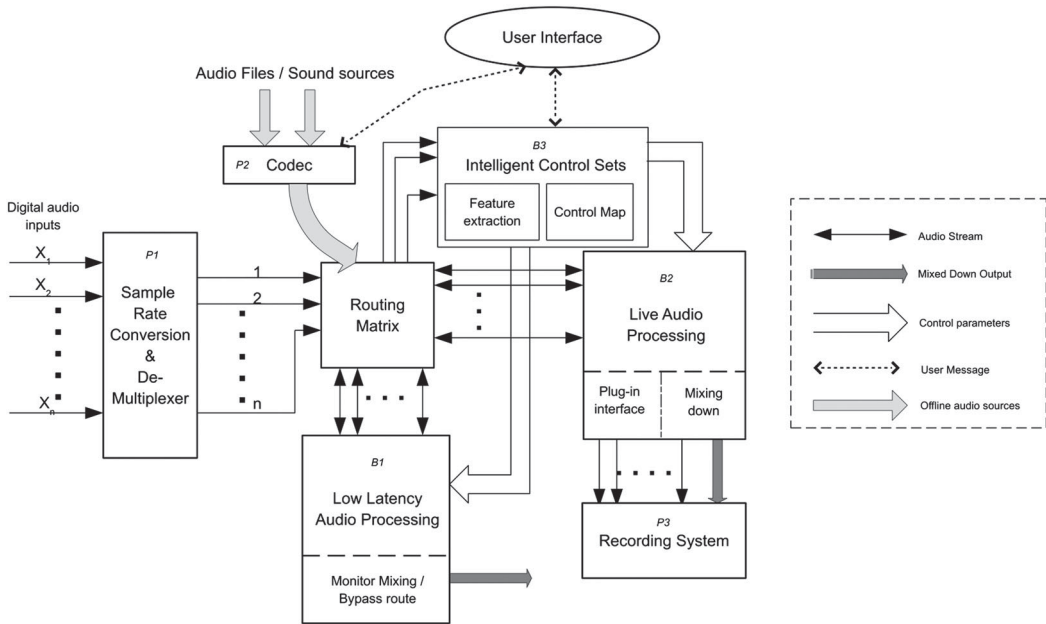 User Interface
Audio Files / Sound sources
P2 Codec
B3
Intelligent Control Sets
Feature
extraction
Control Map
Digital audio
inputs
X1
X2
Xn
P1
Sample
Rate
Conversion
&
De-
Multiplexer
1
2
n
Routing
Matrix
B2
Live Audio
Processing
Plug-in
interface
Mixing
down
B1
Low Latency
Audio Processing
Monitor Mixing /
Bypass route
P3
Recording System
Audio Stream
Mixed Down Output
Control parameters
User Message
Offline audio sources